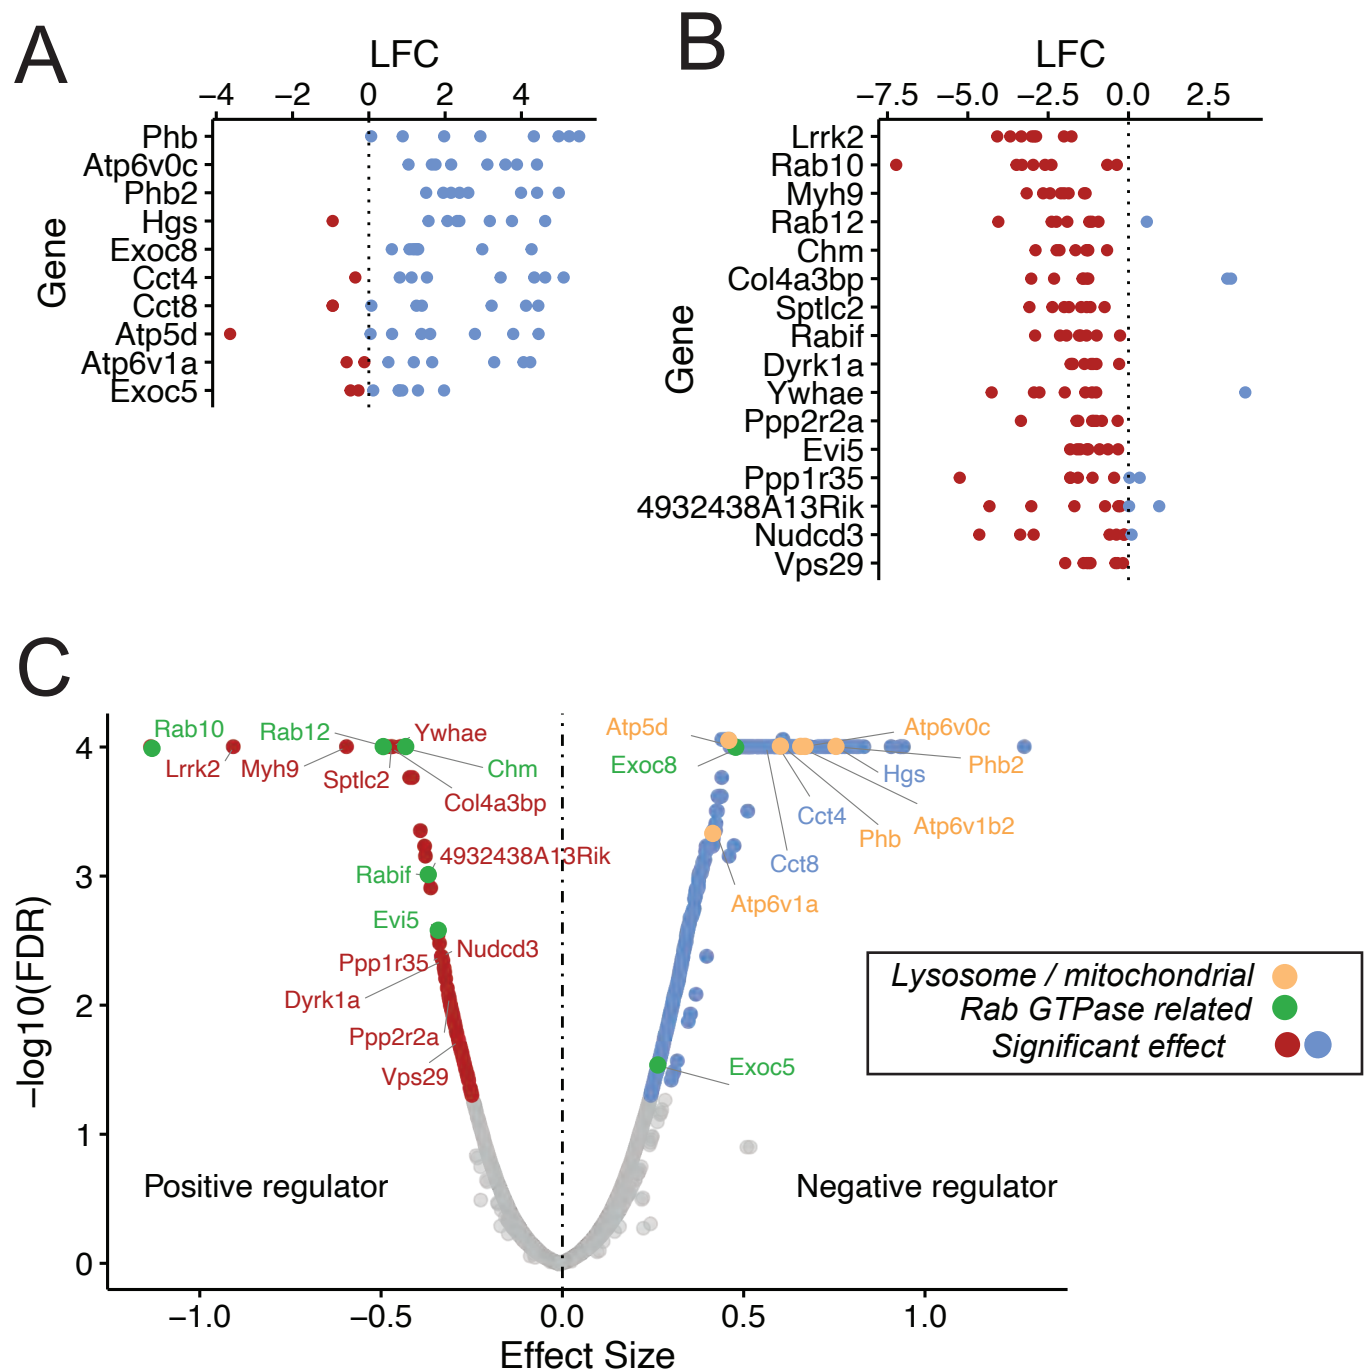 A
LFC
−4 −2 0 2 4
Gene
Phb
Atp6v0c
Phb2
Hgs
Exoc8
Cct4
Cct8
Atp5d
Atp6v1a
Exoc5
B
LFC
−7.5 −5.0 −2.5 0.0 2.5
Gene
Lrrk2
Rab10
Myh9
Rab12
Chm
Col4a3bp
Sptlc2
Rabif
Dyrk1a
Ywhae
Ppp2r2a
Evi5
Ppp1r35
4932438A13Rik
Nudcd3
Vps29
C
−log10(FDR)
4
3
2
1
0
Rab10
Lrrk2
Myh9
Rab12
Sptlc2
Ywhae
Chm
Col4a3bp
4932438A13Rik
Rabif
Evi5
Nudcd3
Ppp1r35
Dyrk1a
Ppp2r2a
Vps29
Atp5d
Exoc8
Atp6v0c
Phb2
Hgs
Cct4
Atp6v1b2
Phb
Cct8
Atp6v1a
Exoc5
Positive regulator
Negative regulator
−1.0 −0.5 0.0 0.5 1.0
Effect Size
Lysosome / mitochondrial
Rab GTPase related
Significant effect